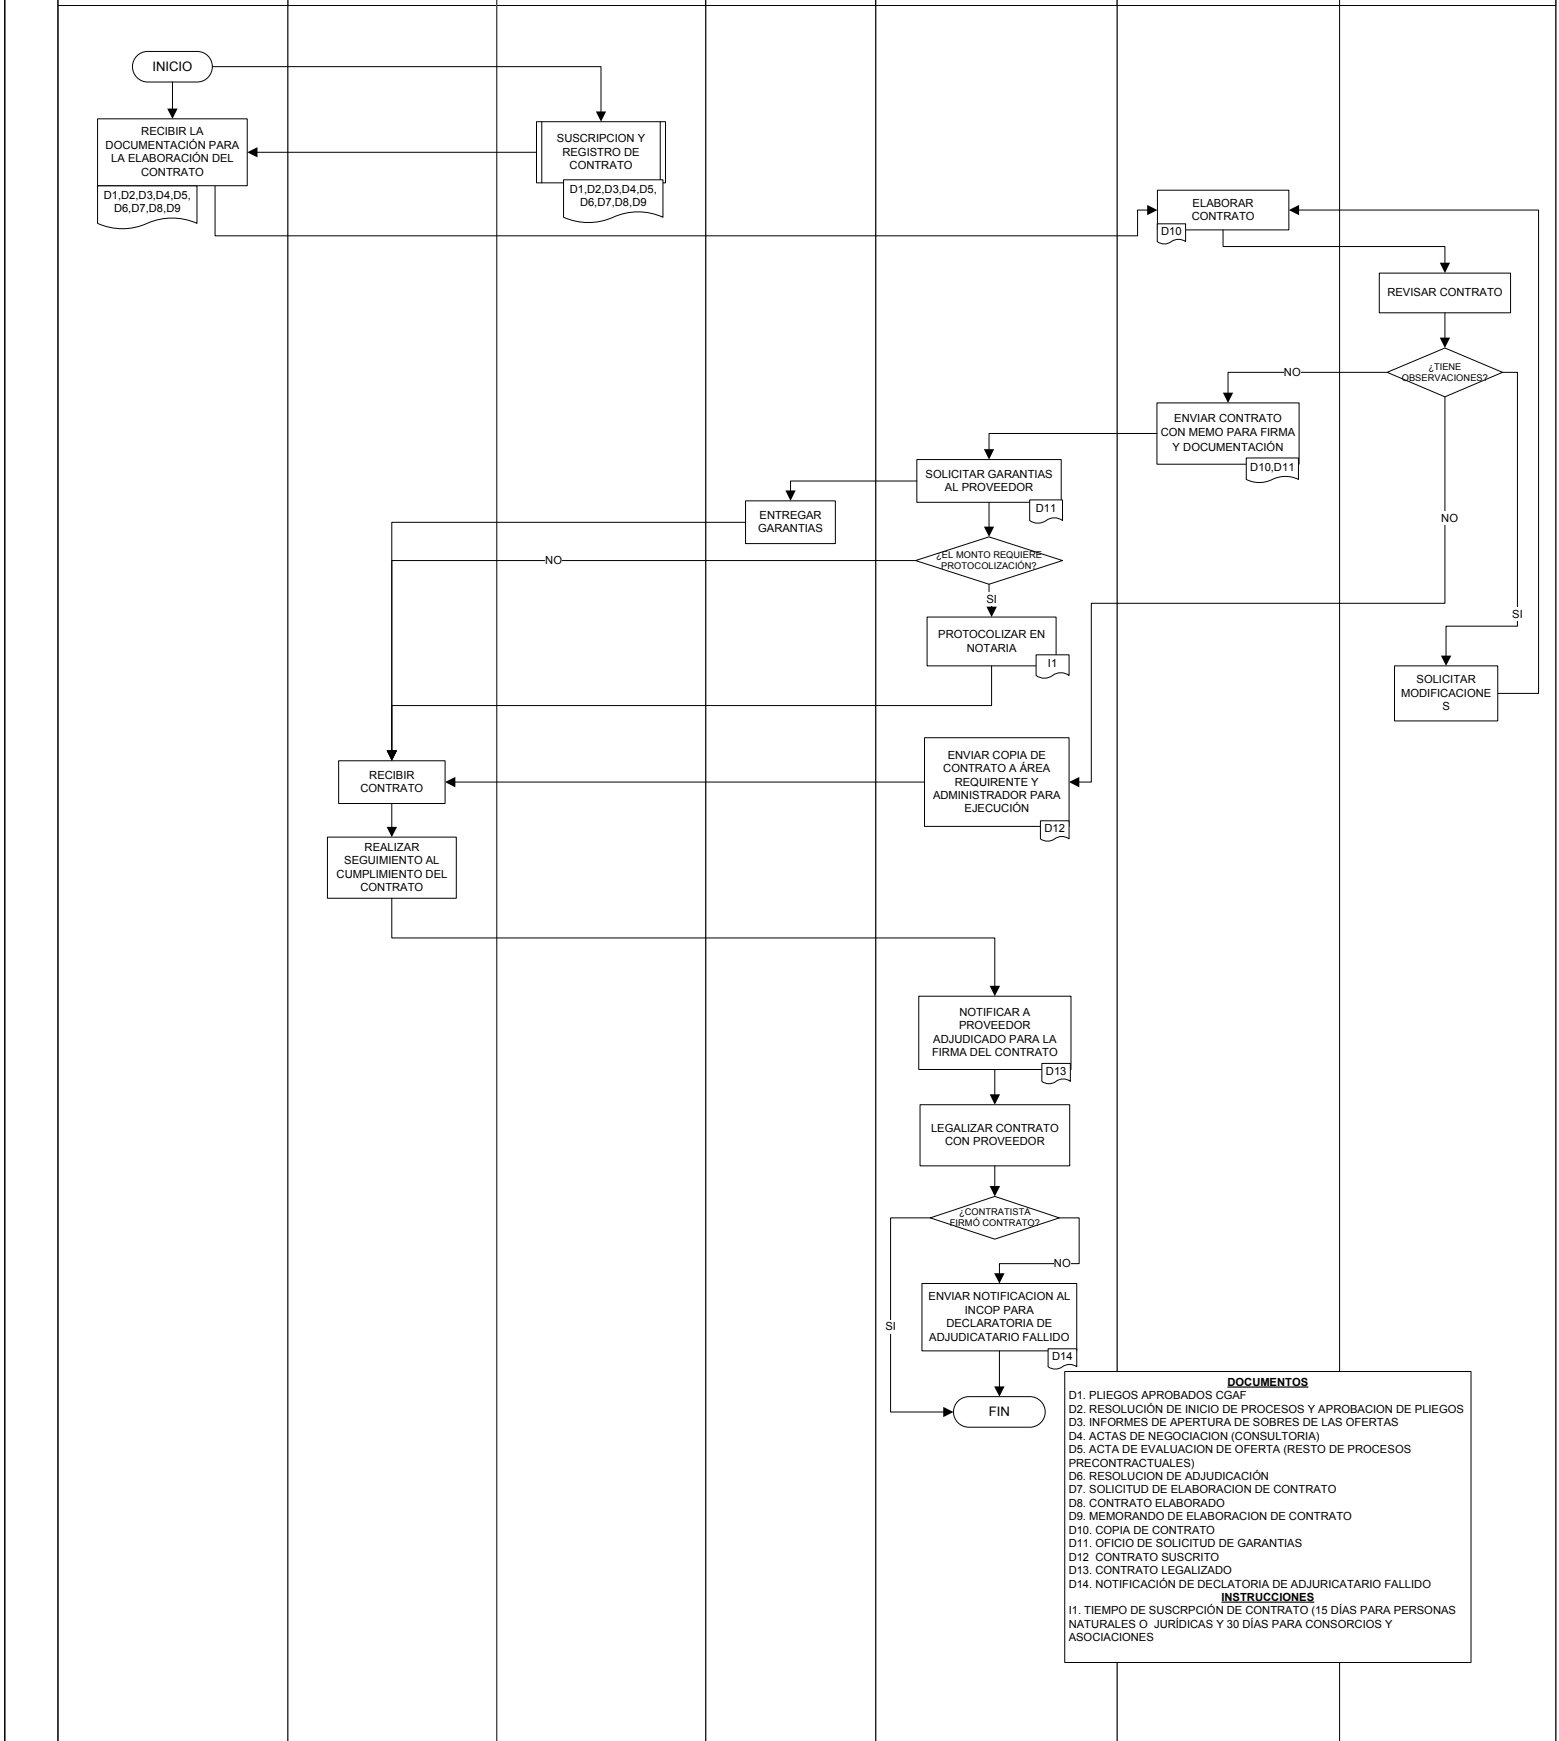 INICIO
RECIBIR LA
DOCUMENTACIÓN PARA
LA ELABORACIÓN DEL
CONTRATO
D1,D2,D3,D4,D5,
D6,D7,D8,D9
SUSCRIPCION Y
REGISTRO DE
CONTRATO
D1,D2,D3,D4,D5,
D6,D7,D8,D9
ELABORAR
CONTRATO
D10
REVISAR CONTRATO
¿TIENE
OBSERVACIONES?
NO
NO
SI
ENVIAR CONTRATO
CON MEMO PARA FIRMA
Y DOCUMENTACIÓN
D10,D11
SOLICITAR GARANTIAS
AL PROVEEDOR
D11
ENTREGAR
GARANTIAS
¿EL MONTO REQUIERE
PROTOCOLIZACIÓN?
NO
SI
PROTOCOLIZAR EN
NOTARIA
I1
SOLICITAR
MODIFICACIONE
S
ENVIAR COPIA DE
CONTRATO A ÁREA
REQUIRENTE Y
ADMINISTRADOR PARA
EJECUCIÓN
D12
RECIBIR
CONTRATO
REALIZAR
SEGUIMIENTO AL
CUMPLIMIENTO DEL
CONTRATO
NOTIFICAR A
PROVEEDOR
ADJUDICADO PARA LA
FIRMA DEL CONTRATO
D13
LEGALIZAR CONTRATO
CON PROVEEDOR
¿CONTRATISTA
FIRMÓ CONTRATO?
NO
SI
ENVIAR NOTIFICACION AL
INCOP PARA
DECLARATORIA DE
ADJUDICATARIO FALLIDO
D14
FIN
DOCUMENTOS
D1. PLIEGOS APROBADOS CGAF
D2. RESOLUCIÓN DE INICIO DE PROCESOS Y APROBACION DE PLIEGOS
D3. INFORMES DE APERTURA DE SOBRES DE LAS OFERTAS
D4. ACTAS DE NEGOCIACION (CONSULTORIA)
D5. ACTA DE EVALUACION DE OFERTA (RESTO DE PROCESOS
PRECONTRACTUALES)
D6. RESOLUCION DE ADJUDICACIÓN
D7. SOLICITUD DE ELABORACION DE CONTRATO
D8. CONTRATO ELABORADO
D9. MEMORANDO DE ELABORACION DE CONTRATO
D10. COPIA DE CONTRATO
D11. OFICIO DE SOLICITUD DE GARANTIAS
D12 CONTRATO SUSCRITO
D13. CONTRATO LEGALIZADO
D14. NOTIFICACIÓN DE DECLATORIA DE ADJURICATARIO FALLIDO
INSTRUCCIONES
I1. TIEMPO DE SUSCRPCIÓN DE CONTRATO (15 DÍAS PARA PERSONAS
NATURALES O JURÍDICAS Y 30 DÍAS PARA CONSORCIOS Y
ASOCIACIONES